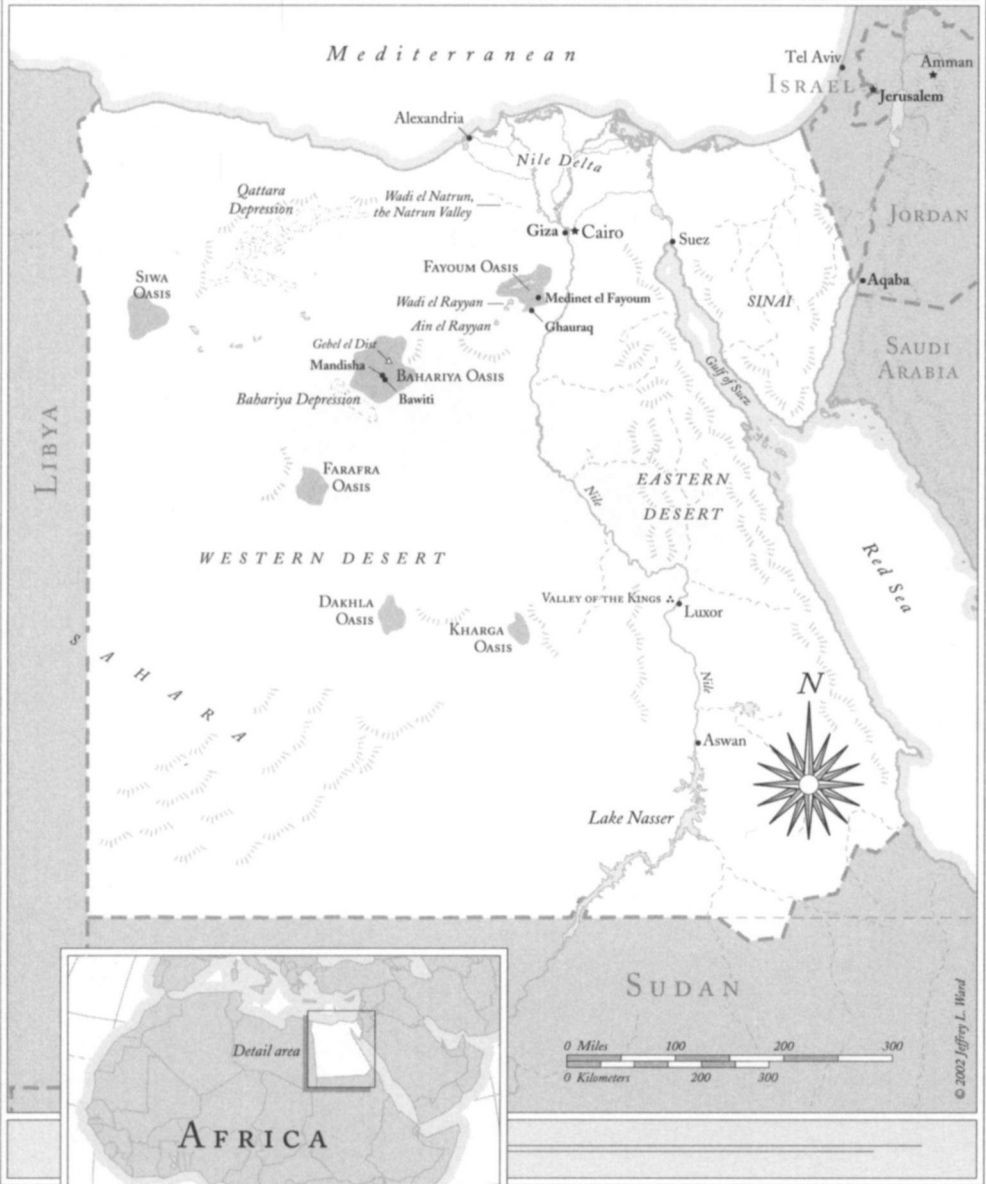 Mediterranean
Tel Aviv
Amman
ISRAEL
Jerusalem
Alexandria
Nile Delta
Qattara
Depression
Wadi el Natrun,
the Natrun Valley
JORDAN
Giza
Cairo
Suez
FAYOUM OASIS
SIWA
OASIS
Aqaba
Medinet el Fayoum
SINAI
Wadi el Rayyan
Ain el Rayyan
Ghauraq
SAUDI
ARABIA
Gebel el Dist
Mandisha
BAHARIYA OASIS
Gulf of Suez
Bahariya Depression
Bawiti
LIBYA
FARAFRA
OASIS
EASTERN
DESERT
Nile
WESTERN DESERT
Red Sea
VALLEY OF THE KINGS
Luxor
DAKHLA
OASIS
KHARGA
OASIS
SAHARA
Nile
N
Aswan
Lake Nasser
SUDAN
© 2002 Jeffrey L. Ward
0 Miles 100 200 300
0 Kilometers 200 300
Detail area
AFRICA